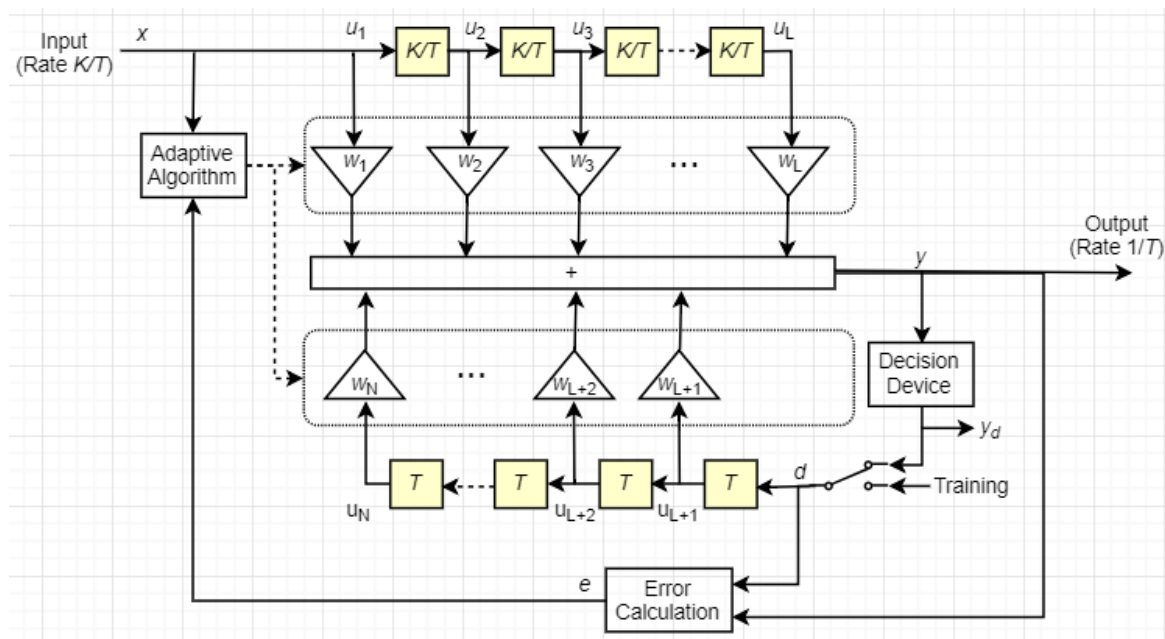 Input
(Rate K/T)
x
u1
K/T
u2
K/T
u3
K/T
K/T
uL
Adaptive
Algorithm
w1
w2
w3
...
wL
+
y
Output
(Rate 1/T)
wN
...
wL+2
wL+1
Decision
Device
yd
T
T
T
T
d
Training
uN
uL+2
uL+1
e
Error
Calculation